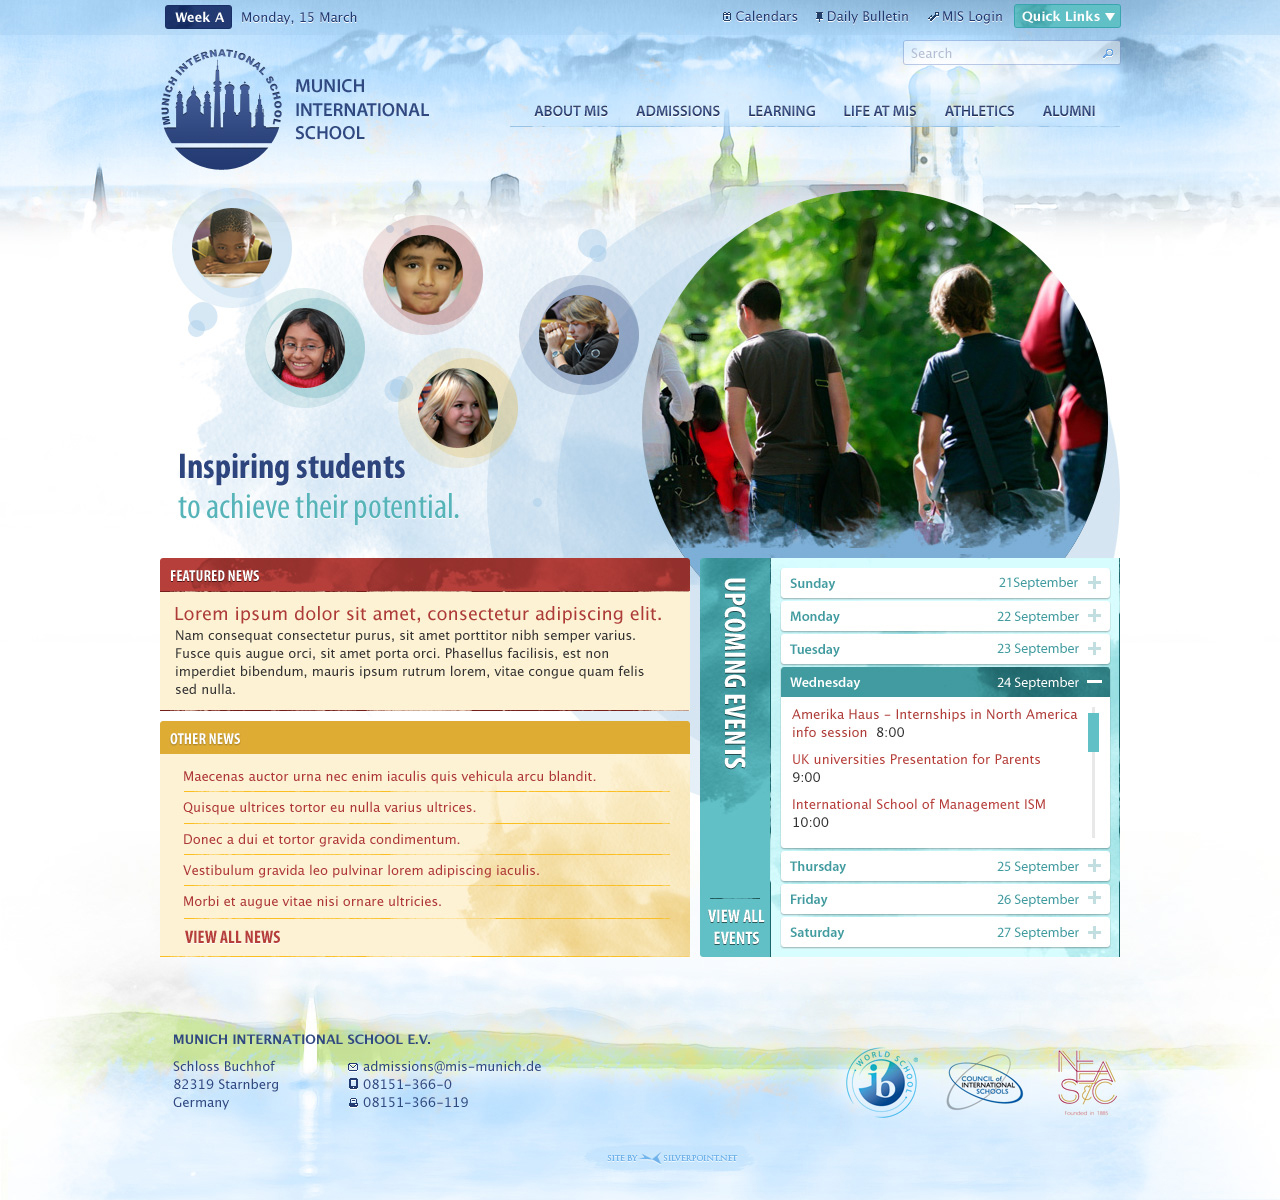 Week A
Monday, 15 March
Calendars
Daily Bulletin
MIS Login
Quick Links
Search
MUNICH INTERNATIONAL SCHOOL
MUNICH
INTERNATIONAL
SCHOOL
ABOUT MIS
ADMISSIONS
LEARNING
LIFE AT MIS
ATHLETICS
ALUMNI
Inspiring students
to achieve their potential.
FEATURED NEWS
Lorem ipsum dolor sit amet, consectetur adipiscing elit.
Nam consequat consectetur purus, sit amet porttitor nibh semper varius.
Fusce quis augue orci, sit amet porta orci. Phasellus facilisis, est non
imperdiet bibendum, mauris ipsum rutrum lorem, vitae congue quam felis
sed nulla.
OTHER NEWS
Maecenas auctor urna nec enim iaculis quis vehicula arcu blandit.
Quisque ultrices tortor eu nulla varius ultrices.
Donec a dui et tortor gravida condimentum.
Vestibulum gravida leo pulvinar lorem adipiscing iaculis.
Morbi et augue vitae nisi ornare ultricies.
VIEW ALL NEWS
UPCOMING EVENTS
VIEW ALL
EVENTS
Sunday 21September
Monday 22 September
Tuesday 23 September
Wednesday 24 September
Amerika Haus - Internships in North America
info session 8:00
UK universities Presentation for Parents
9:00
International School of Management ISM
10:00
Thursday 25 September
Friday 26 September
Saturday 27 September
MUNICH INTERNATIONAL SCHOOL E.V.
Schloss Buchhof
82319 Starnberg
Germany
admissions@mis-munich.de
08151-366-0
08151-366-119
WORLD SCHOOL
ib
COUNCIL of
INTERNATIONAL
SCHOOLS
NEA
S&C
Founded in 1885
SITE BY SILVERPOINT.NET